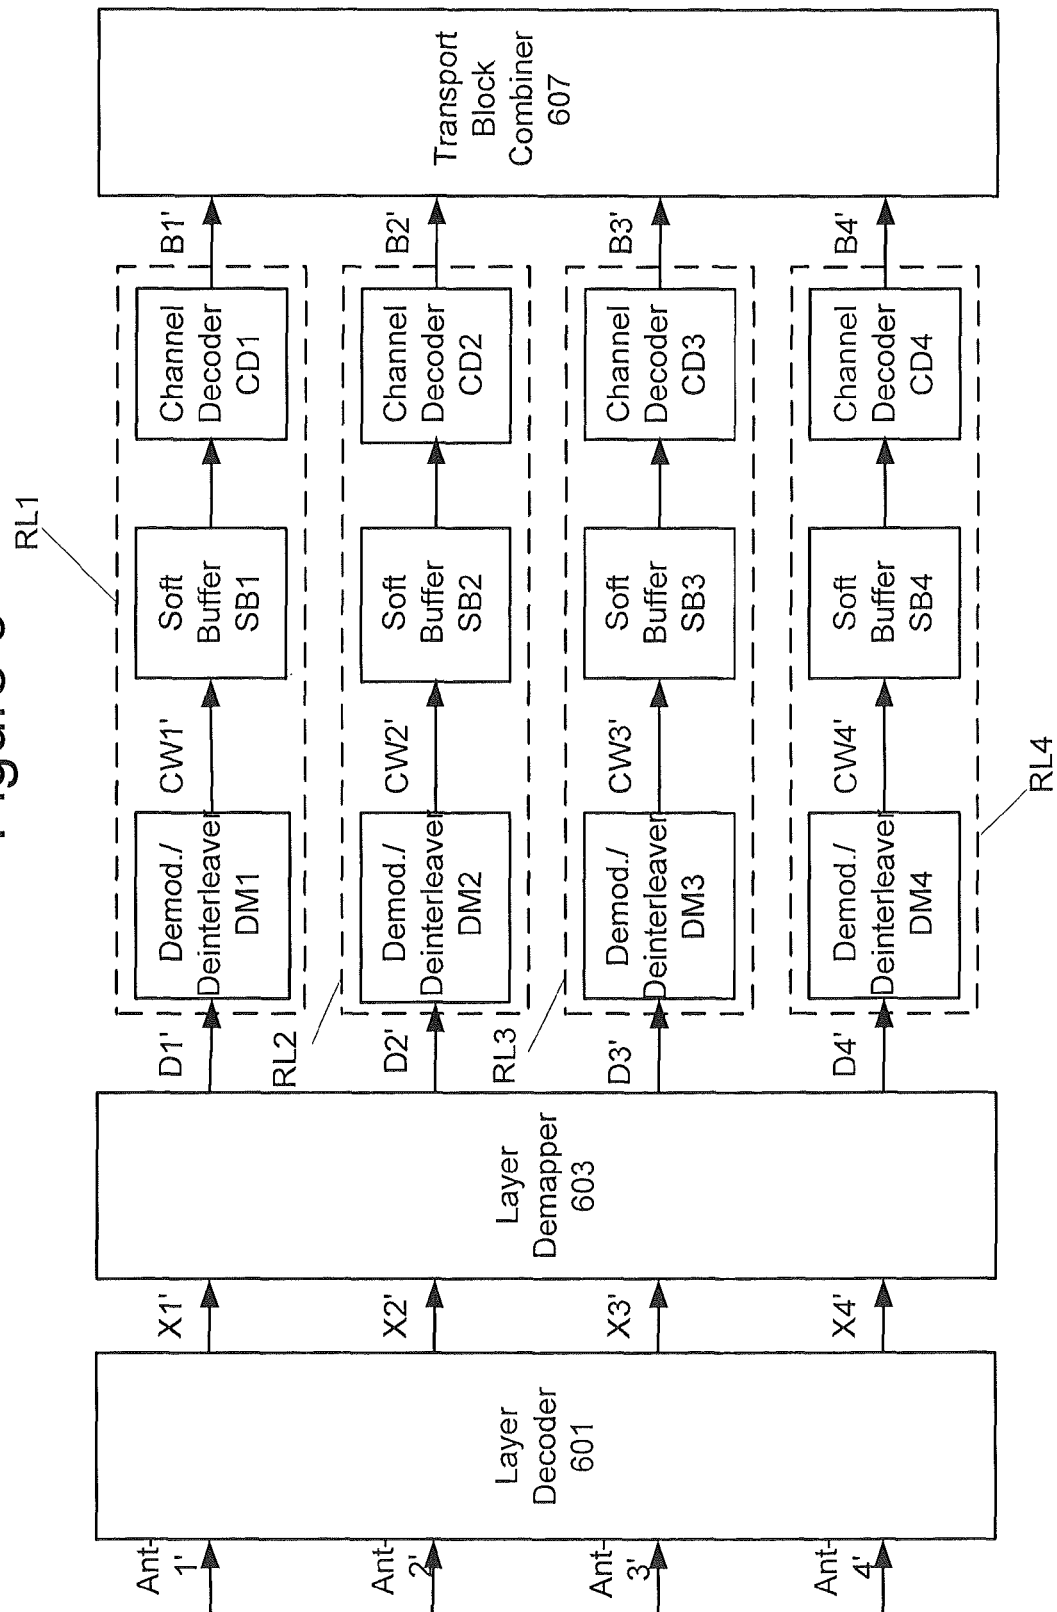 RL1
Ant-
1'
X1'
D1'
Demod./
Deinterleaver
DM1
CW1'
Soft
Buffer
SB1
Channel
Decoder
CD1
B1'
RL2
Ant-
2'
X2'
D2'
Demod./
Deinterleaver
DM2
CW2'
Soft
Buffer
SB2
Channel
Decoder
CD2
B2'
Layer
Decoder
601
Layer
Demapper
603
Transport
Block
Combiner
607
RL3
Ant-
3'
X3'
D3'
Demod./
Deinterleaver
DM3
CW3'
Soft
Buffer
SB3
Channel
Decoder
CD3
B3'
Ant-
4'
X4'
D4'
Demod./
Deinterleaver
DM4
CW4'
Soft
Buffer
SB4
Channel
Decoder
CD4
B4'
RL4